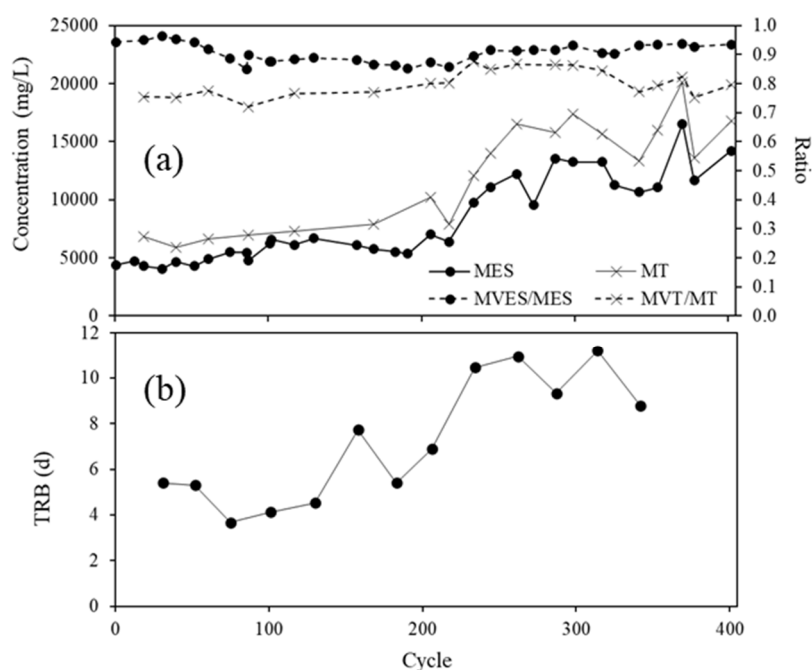 (a)
Concentration (mg/L)
25000
20000
15000
10000
5000
0
1.0
0.9
0.8
0.7
0.6
0.5
0.4
0.3
0.2
0.1
0.0
Ratio
MES MT
MVES/MES MVT/MT
(b)
TRB (d)
12
10
8
6
4
2
0
0 100 200 300 400
Cycle